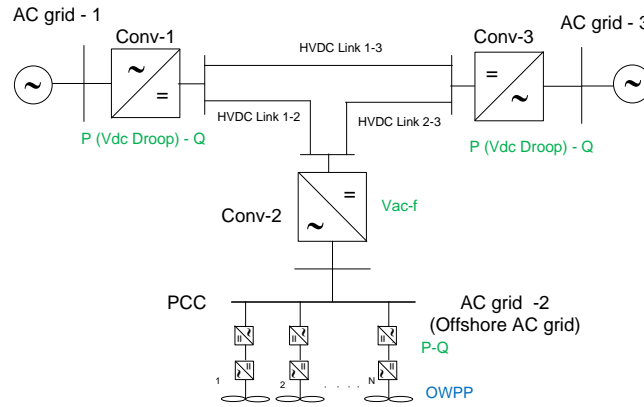 AC grid - 1
Conv-1
HVDC Link 1-3
Conv-3
AC grid - 3
~
~
=
=
~
~
HVDC Link 1-2
HVDC Link 2-3
P (Vdc Droop) - Q
P (Vdc Droop) - Q
=
~
Vac-f
Conv-2
PCC
AC grid -2
(Offshore AC grid)
P-Q
1
2
. . . .
N
OWPP